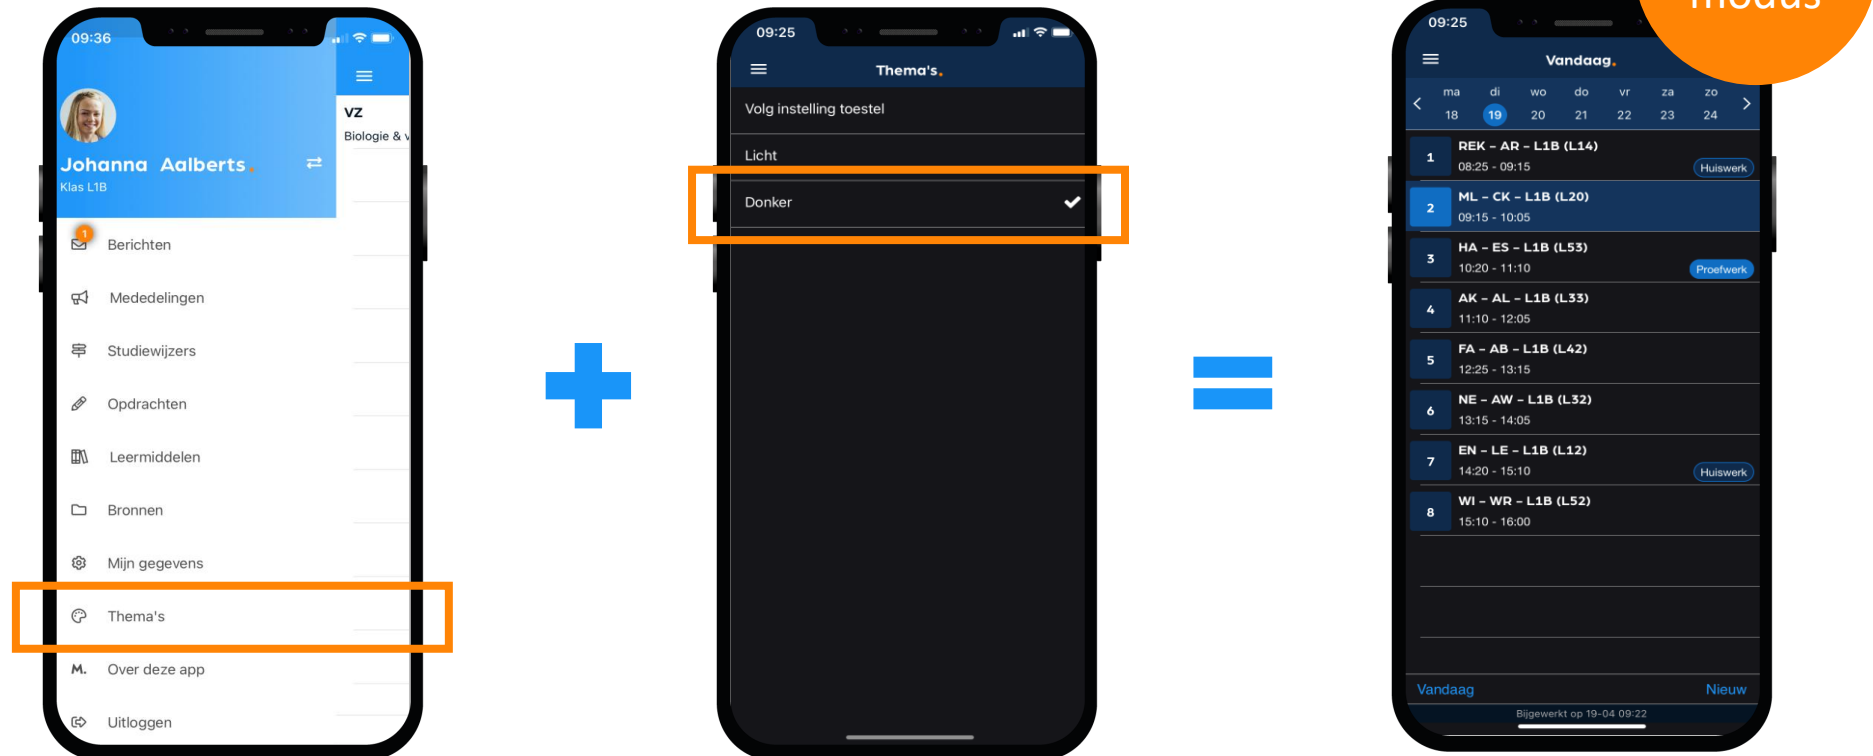 09:36
Johanna Aalberts.
Klas L1B
VZ
Biologie & v
1
Berichten
Mededelingen
Studiewijzers
Opdrachten
Leermiddelen
Bronnen
Mijn gegevens
Thema's
M. Over deze app
Uitloggen
09:25
Thema's.
Volg instelling toestel
Licht
Donker
modus
09:25
Vandaag.
ma di wo do vr za zo
18 19 20 21 22 23 24
1 REK – AR – L1B (L14)
08:25 - 09:15 Huiswerk
2 ML – CK – L1B (L20)
09:15 - 10:05
3 HA – ES – L1B (L53)
10:20 - 11:10 Proefwerk
4 AK – AL – L1B (L33)
11:10 - 12:05
5 FA – AB – L1B (L42)
12:25 - 13:15
6 NE – AW – L1B (L32)
13:15 - 14:05
7 EN – LE – L1B (L12)
14:20 - 15:10 Huiswerk
8 WI – WR – L1B (L52)
15:10 - 16:00
Vandaag Nieuw
Bijgewerkt op 19-04 09:22